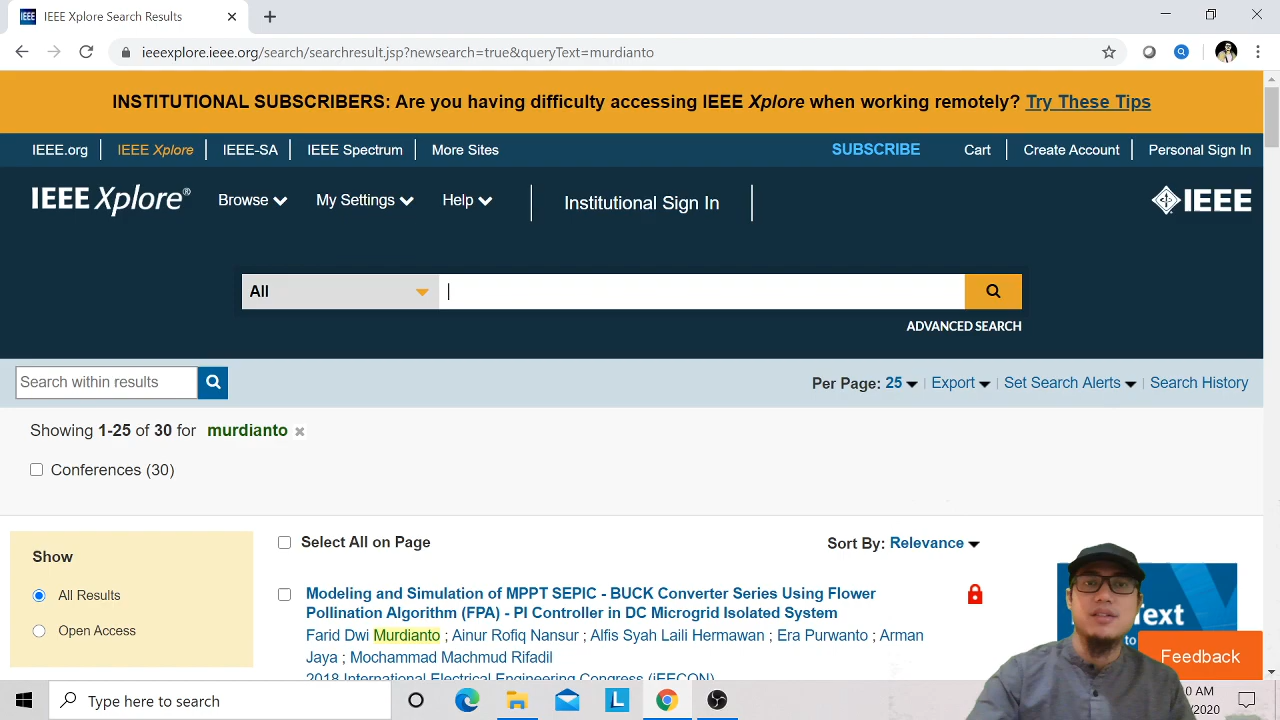 IEEE Xplore Search Results
ieeexplore.ieee.org/search/searchresult.jsp?newsearch=true&queryText=murdianto
INSTITUTIONAL SUBSCRIBERS: Are you having difficulty accessing IEEE Xplore when working remotely? Try These Tips
IEEE.org IEEE Xplore IEEE-SA IEEE Spectrum More Sites SUBSCRIBE Cart Create Account Personal Sign In
IEEE Xplore® Browse My Settings Help Institutional Sign In IEEE
All
ADVANCED SEARCH
Search within results Per Page: 25 Export Set Search Alerts Search History
Showing 1-25 of 30 for murdianto
Conferences (30)
Show
All Results
Open Access
Select All on Page Sort By: Relevance
Modeling and Simulation of MPPT SEPIC - BUCK Converter Series Using Flower
Pollination Algorithm (FPA) - PI Controller in DC Microgrid Isolated System
Farid Dwi Murdianto ; Ainur Rofiq Nansur ; Alfis Syah Laili Hermawan ; Era Purwanto ; Arman
Jaya ; Mochammad Machmud Rifadil
2018 International Electrical Engineering Congress (iEECON)
Feedback
Type here to search